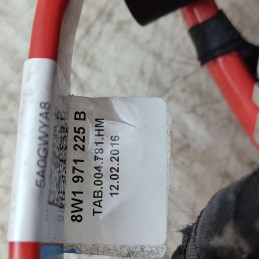 5A0GWYA8
8W1 971 225 B
TAB.004.781.HM
12.02.2016